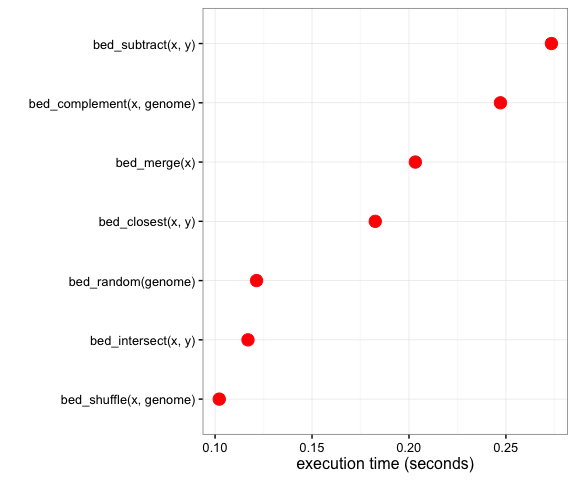 bed_subtract(x, y)
bed_complement(x, genome)
bed_merge(x)
bed_closest(x, y)
bed_random(genome)
bed_intersect(x, y)
bed_shuffle(x, genome)
0.10 0.15 0.20 0.25
execution time (seconds)